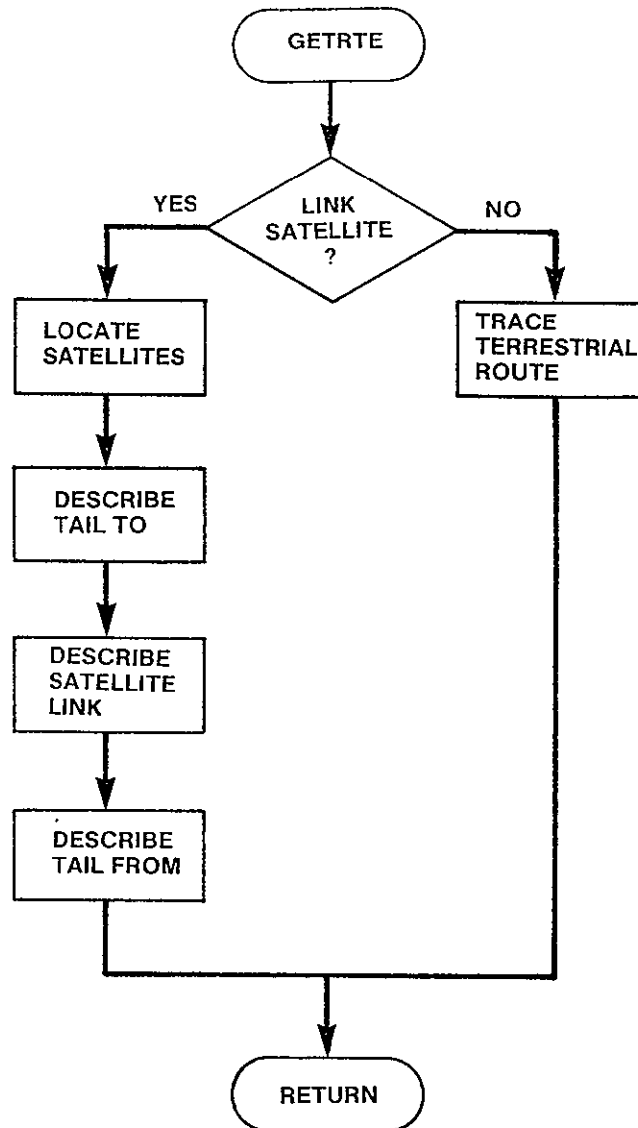 GETRTE
LINK
SATELLITE
?
YES
NO
LOCATE
SATELLITES
TRACE
TERRESTRIAL
ROUTE
DESCRIBE
TAIL TO
DESCRIBE
SATELLITE
LINK
DESCRIBE
TAIL FROM
RETURN